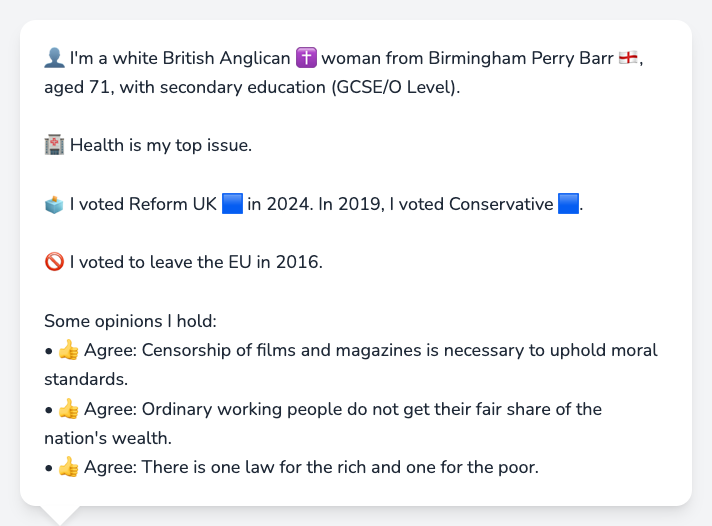 👤 I'm a white British Anglican ✝️ woman from Birmingham Perry Barr 🏴󠁧󠁢󠁥󠁮󠁧󠁿,
aged 71, with secondary education (GCSE/O Level).
🏥 Health is my top issue.
🗳️ I voted Reform UK 🟦 in 2024. In 2019, I voted Conservative 🟦.
🚫 I voted to leave the EU in 2016.
Some opinions I hold:
• 👍 Agree: Censorship of films and magazines is necessary to uphold moral
standards.
• 👍 Agree: Ordinary working people do not get their fair share of the
nation's wealth.
• 👍 Agree: There is one law for the rich and one for the poor.